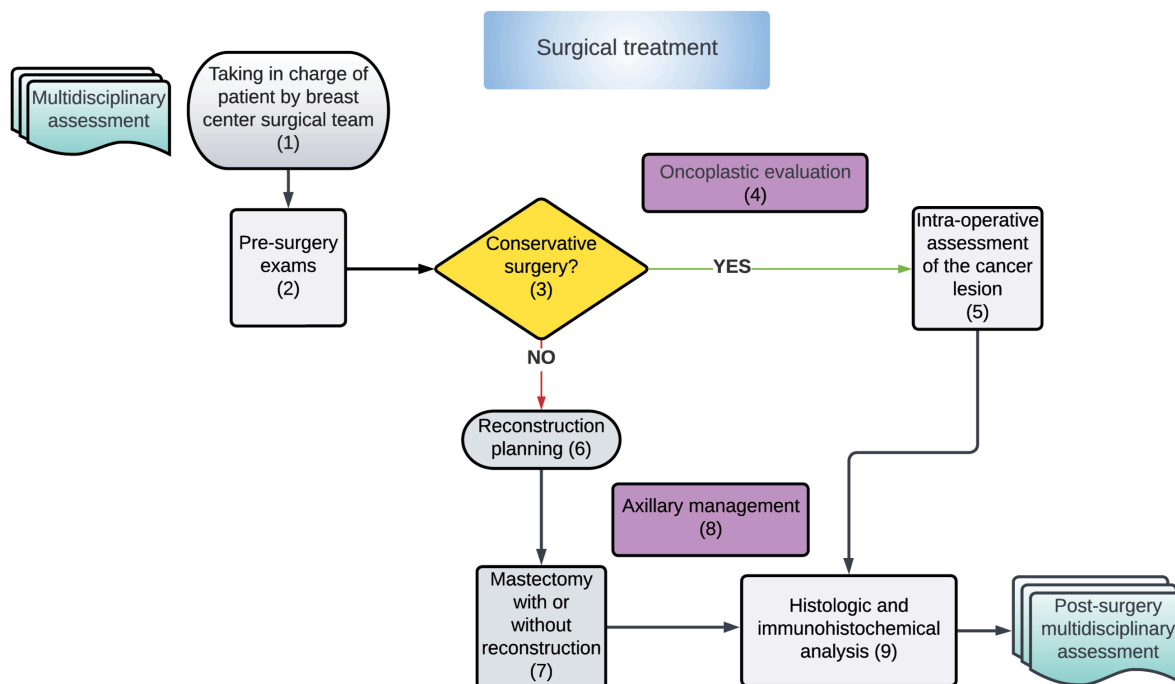 Surgical treatment
Multidisciplinary
assessment
Taking in charge of
patient by breast
center surgical team
(1)
Oncoplastic evaluation
(4)
Pre-surgery
exams
(2)
Conservative
surgery?
(3)
YES
Intra-operative
assessment
of the cancer
lesion
(5)
NO
Reconstruction
planning (6)
Axillary management
(8)
Mastectomy
with or
without
reconstruction
(7)
Histologic and
immunohistochemical
analysis (9)
Post-surgery
multidisciplinary
assessment